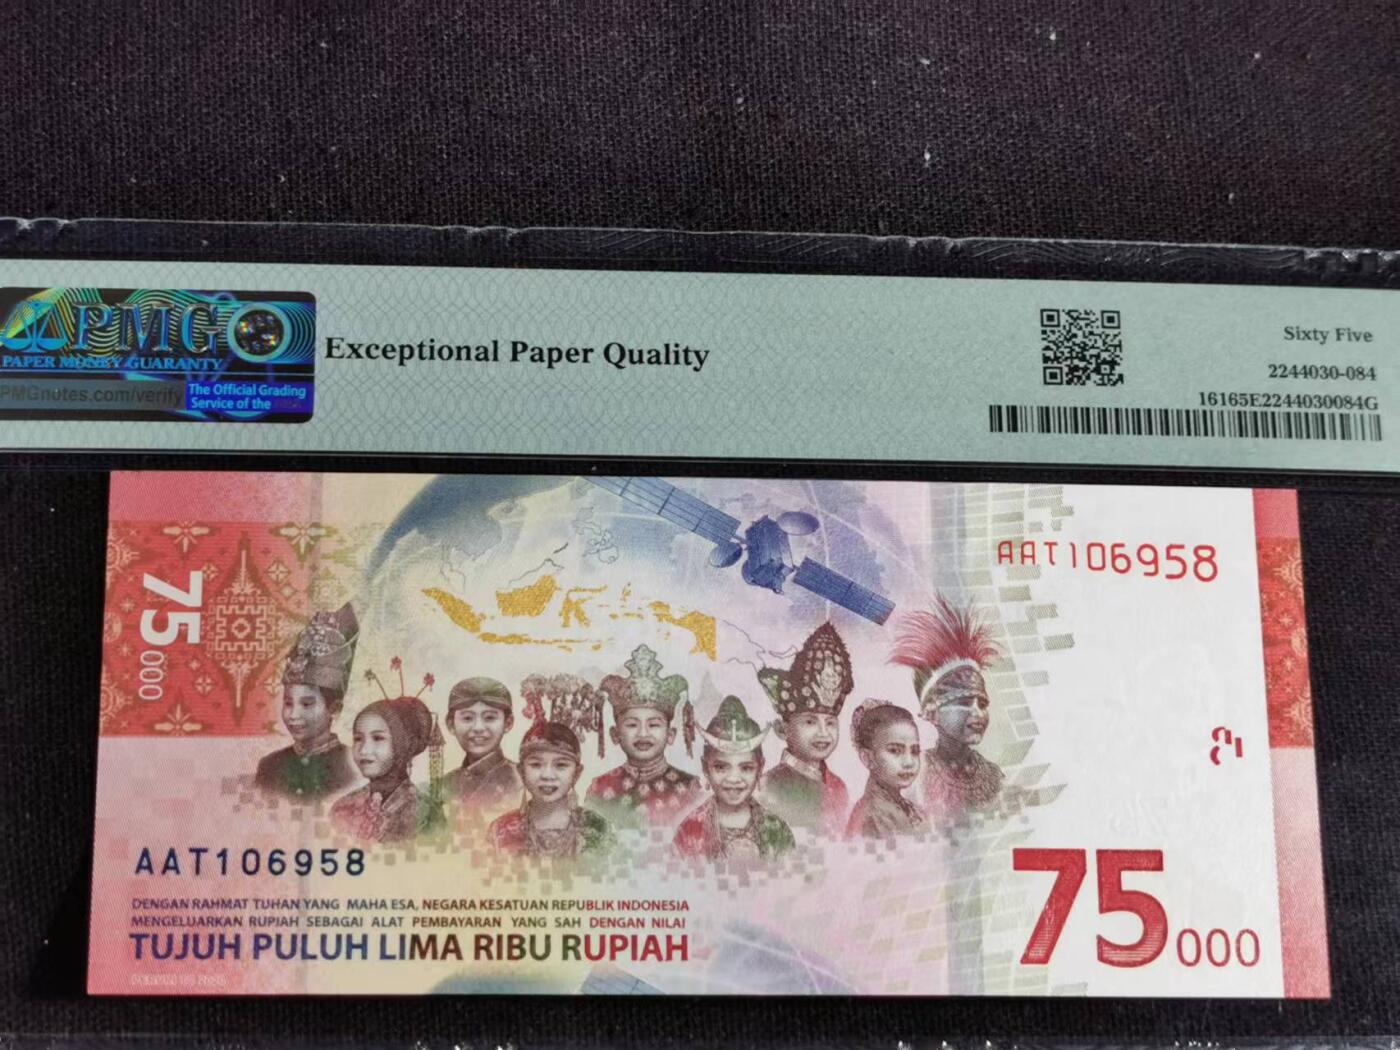 PMG
PAPER MONEY GUARANTY
PMGnotes.com/verify
The Official Grading
Service of the
Exceptional Paper Quality
Sixty Five
2244030-084
16165E2244030084G
75
000
AAT106958
AAT106958
DENGAN RAHMAT TUHAN YANG MAHA ESA, NEGARA KESATUAN REPUBLIK INDONESIA
MENGELUARKAN RUPIAH SEBAGAI ALAT PEMBAYARAN YANG SAH DENGAN NILAI
TUJUH PULUH LIMA RIBU RUPIAH
75000